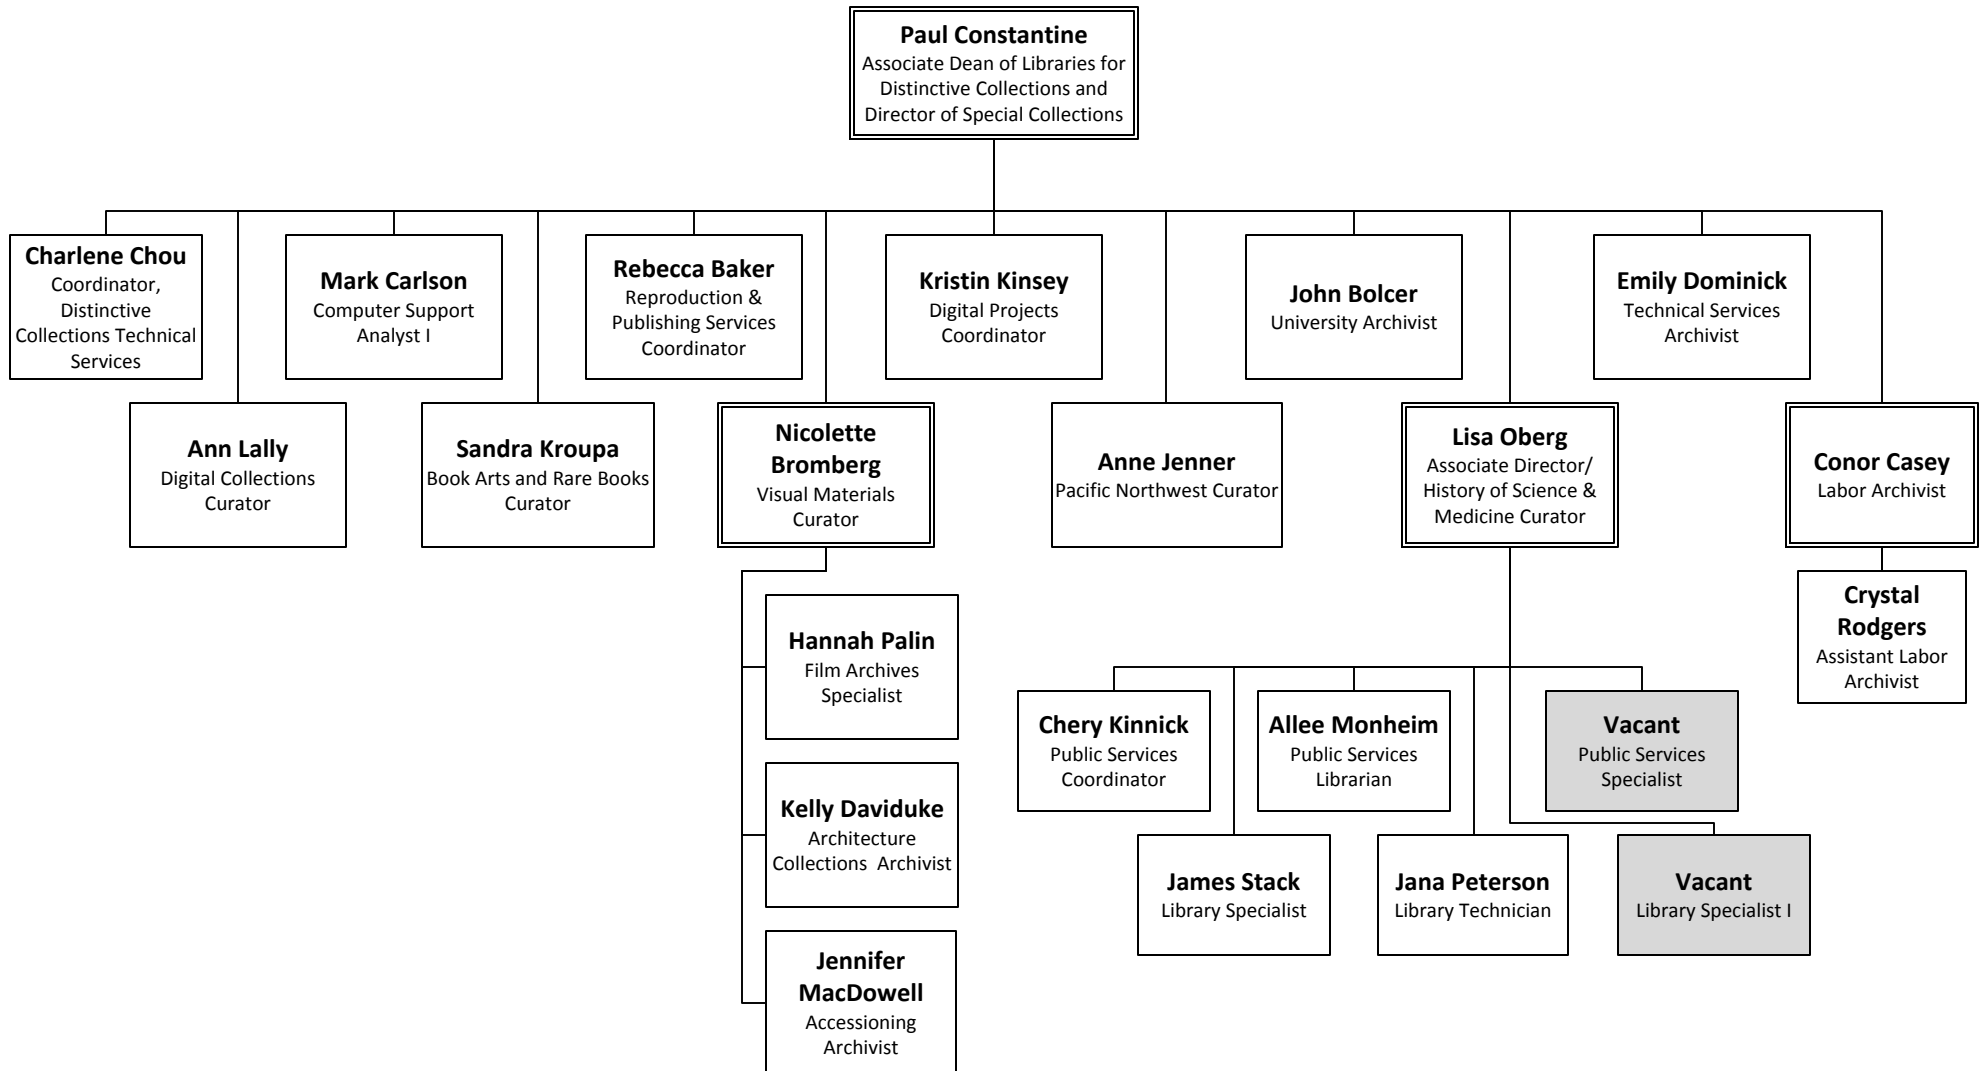 Paul Constantine
Associate Dean of Libraries for
Distinctive Collections and
Director of Special Collections
Charlene Chou
Coordinator,
Distinctive
Collections Technical
Services
Mark Carlson
Computer Support
Analyst I
Rebecca Baker
Reproduction &
Publishing Services
Coordinator
Kristin Kinsey
Digital Projects
Coordinator
John Bolcer
University Archivist
Emily Dominick
Technical Services
Archivist
Ann Lally
Digital Collections
Curator
Sandra Kroupa
Book Arts and Rare Books
Curator
Nicolette
Bromberg
Visual Materials
Curator
Anne Jenner
Pacific Northwest Curator
Lisa Oberg
Associate Director/
History of Science &
Medicine Curator
Conor Casey
Labor Archivist
Hannah Palin
Film Archives
Specialist
Kelly Daviduke
Architecture
Collections  Archivist
Jennifer
MacDowell
Accessioning
Archivist
Chery Kinnick
Public Services
Coordinator
Allee Monheim
Public Services
Librarian
Vacant
Public Services
Specialist
James Stack
Library Specialist
Jana Peterson
Library Technician
Vacant
Library Specialist I
Crystal
Rodgers
Assistant Labor
Archivist